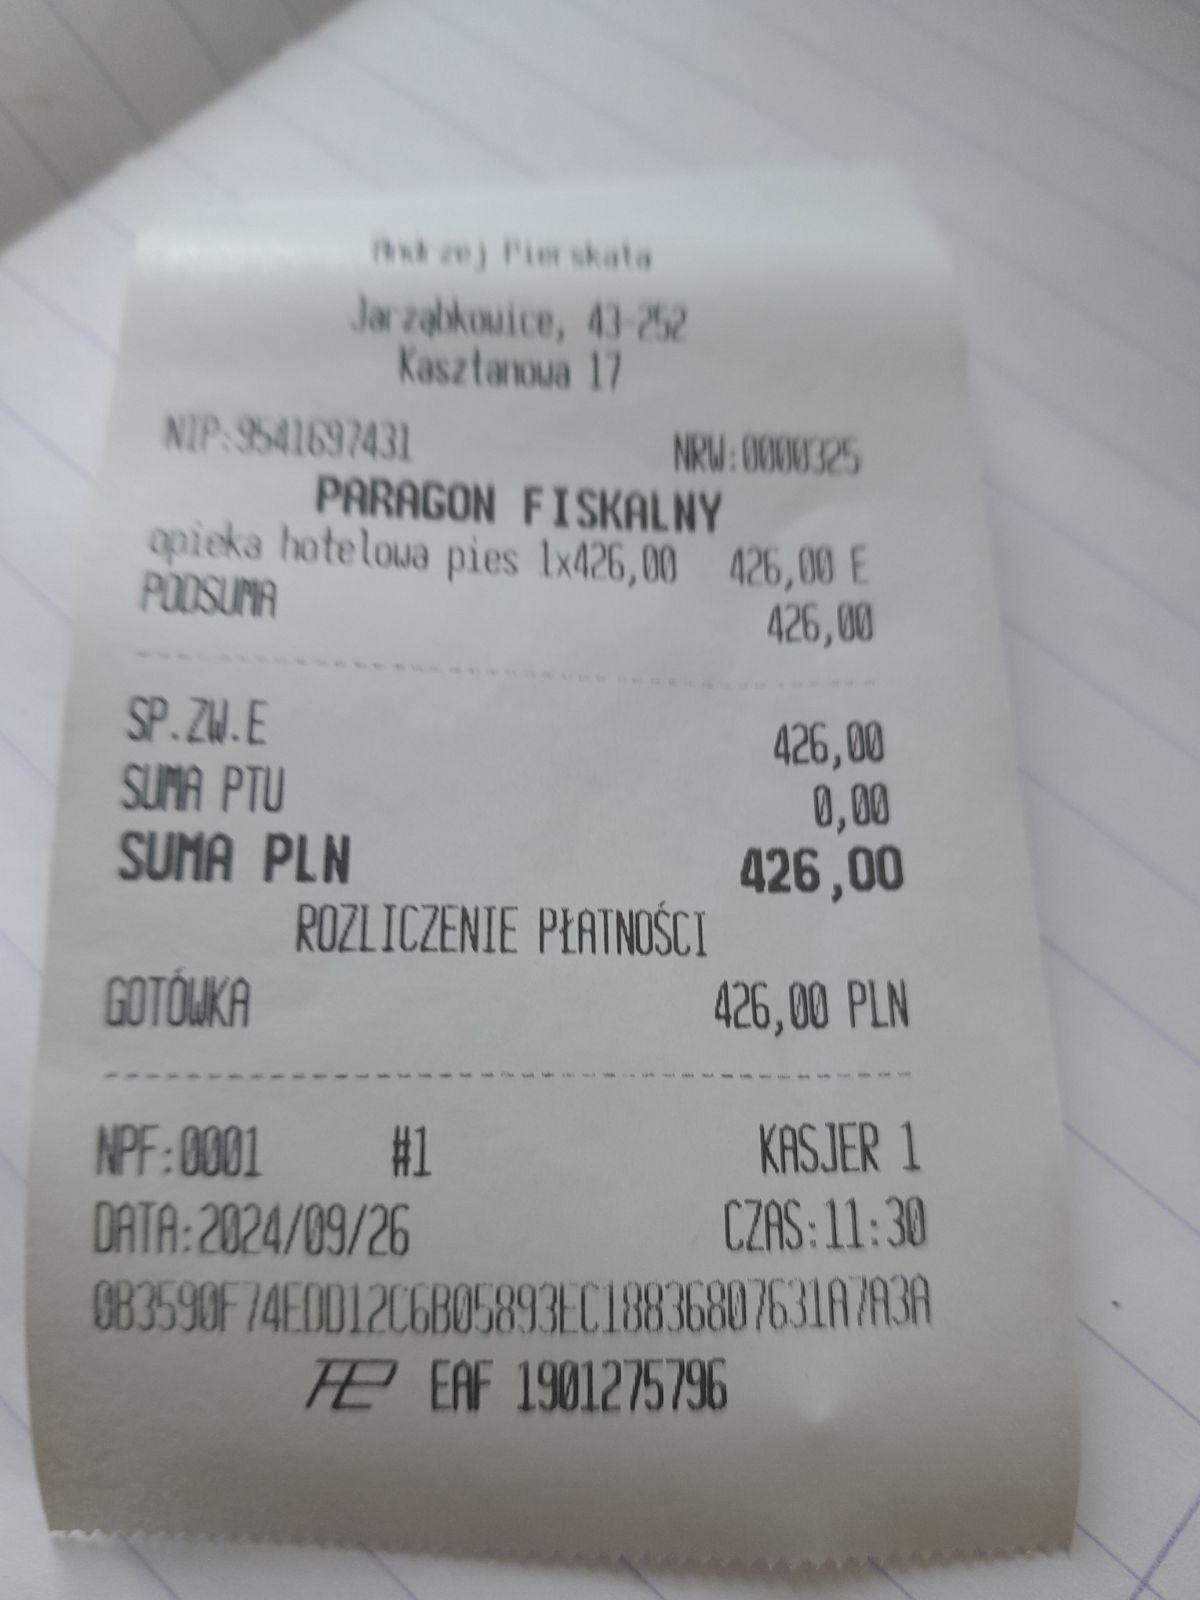 Andrzej Pierskała
Jarząbkowice, 43-252
Kasztanowa 17
NIP:9541697431 NRW:0000325
PARAGON FISKALNY
opieka hotelowa pies 1x426,00 426,00 E
PODSUMA 426,00
SP.ZW.E 426,00
SUMA PTU 0,00
SUMA PLN 426,00
ROZLICZENIE PŁATNOŚCI
GOTÓWKA 426,00 PLN
NPF:0001 #1 KASJER 1
DATA:2024/09/26 CZAS:11:30
0B3590F74EDD12C6B05893EC18836807631A7A3A
EAF 1901275796